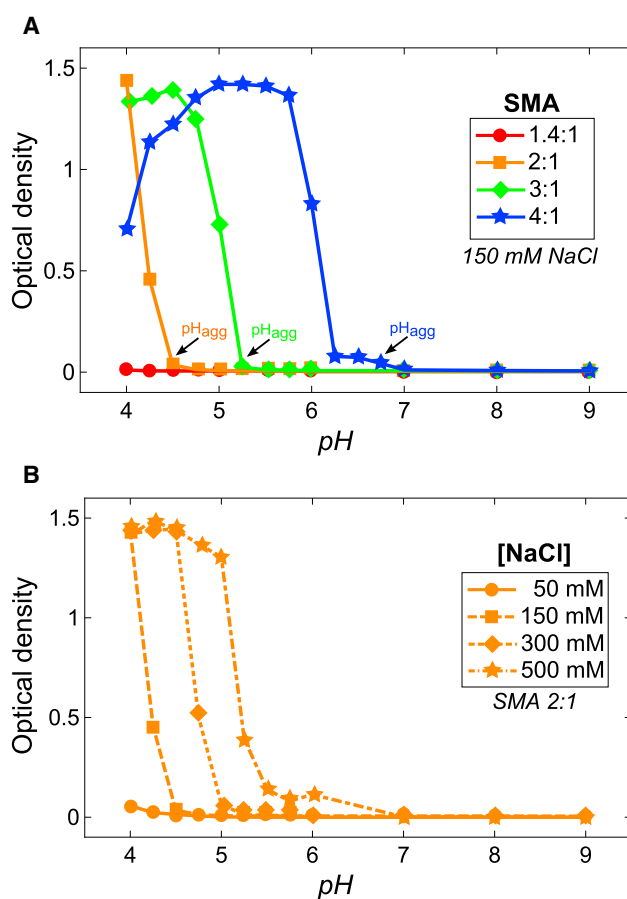 A
Optical density
1.5
1
0.5
0
pHagg
pHagg
pHagg
SMA
1.4:1
2:1
3:1
4:1
150 mM NaCl
4 5 6 7 8 9
pH
B
Optical density
1.5
1
0.5
0
[NaCl]
50 mM
150 mM
300 mM
500 mM
SMA 2:1
4 5 6 7 8 9
pH